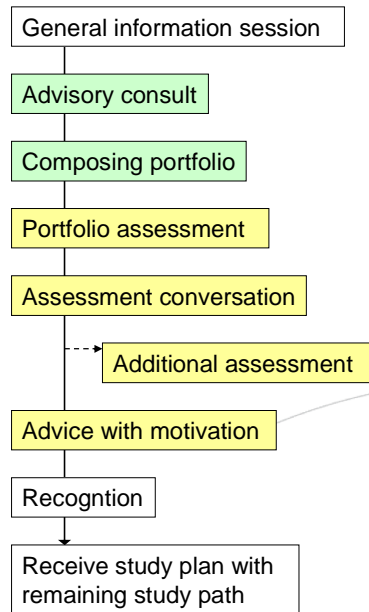 General information session
Advisory consult
Composing portfolio
Portfolio assessment
Assessment conversation
Additional assessment
Advice with motivation
Recogntion
Receive study plan with
remaining study path